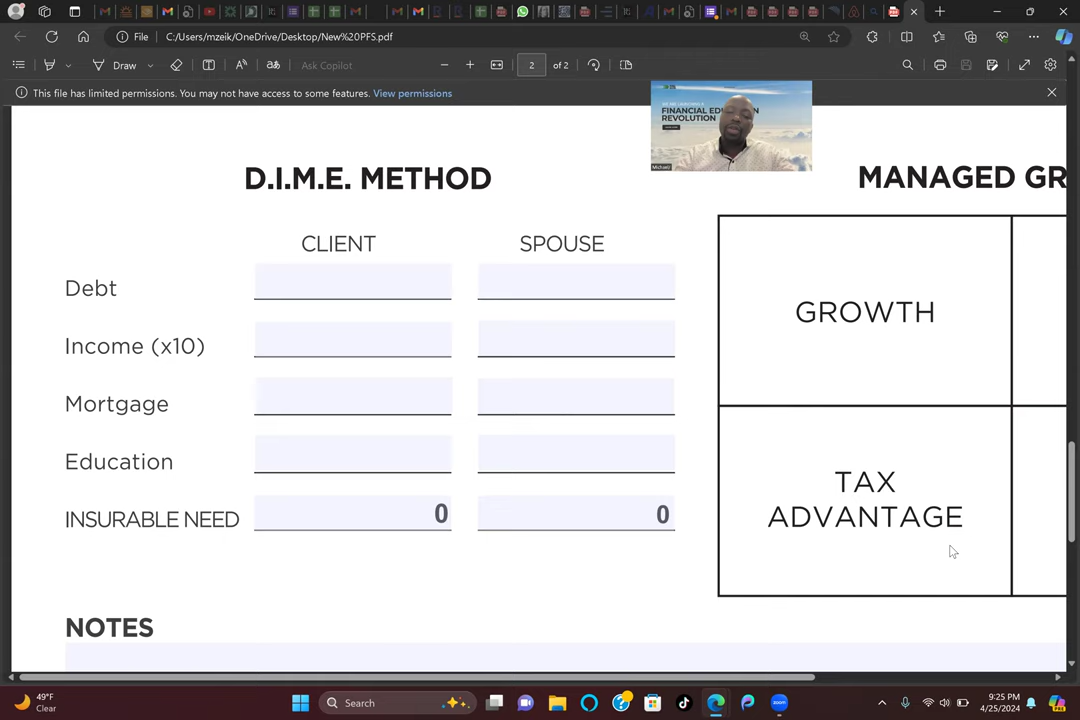 File
C:/Users/mzeik/OneDrive/Desktop/New%20PFS.pdf
Draw
Ask Copilot
2
of 2
This file has limited permissions. You may not have access to some features. View permissions
FINANCIAL EDUCATION
REVOLUTION
D.I.M.E. METHOD
MANAGED GR
CLIENT
SPOUSE
Debt
Income (x10)
Mortgage
Education
INSURABLE NEED
0
0
GROWTH
TAX
ADVANTAGE
NOTES
49°F
Clear
Search
9:25 PM
4/25/2024